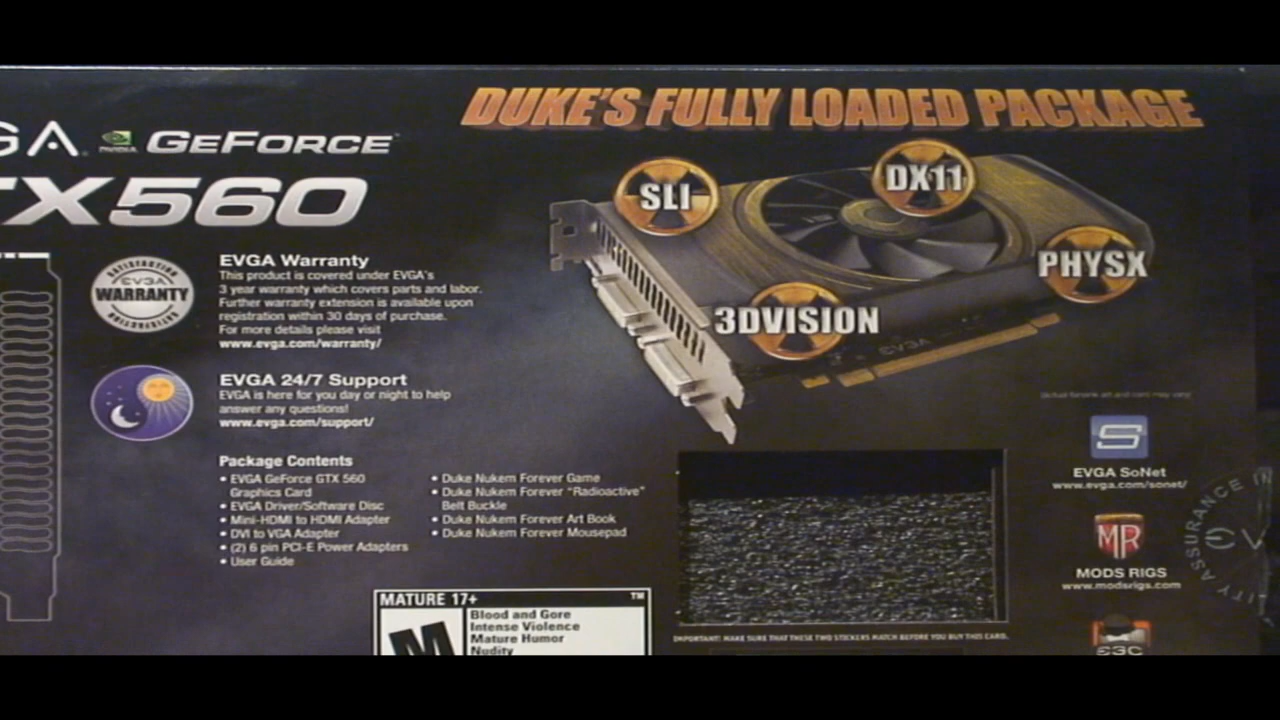 DUKE'S FULLY LOADED PACKAGE
GA
NVIDIA
GEFORCE
TX560
SLI
DX11
PHYSX
3DVISION
EVGA
EVGA
WARRANTY
EVGA Warranty
This product is covered under EVGA's
3 year warranty which covers parts and labor.
Further warranty extension is available upon
registration within 30 days of purchase.
For more details please visit
www.evga.com/warranty/
EVGA 24/7 Support
EVGA is here for you day or night to help
answer any questions!
www.evga.com/support/
Package Contents
• EVGA GeForce GTX 560
Graphics Card
• EVGA Driver/Software Disc
• Mini-HDMI to HDMI Adapter
• DVI to VGA Adapter
• (2) 6 pin PCI-E Power Adapters
• User Guide
• Duke Nukem Forever Game
• Duke Nukem Forever "Radioactive"
Belt Buckle
• Duke Nukem Forever Art Book
• Duke Nukem Forever Mousepad
MATURE 17+ ™
M
Blood and Gore
Intense Violence
Mature Humor
Nudity
IMPORTANT: MAKE SURE THAT THESE TWO STICKERS MATCH BEFORE YOU BUY THIS CARD.
S
EVGA SoNet
www.evga.com/sonet/
MR
MODS RIGS
www.modsrigs.com
ASSURANCE